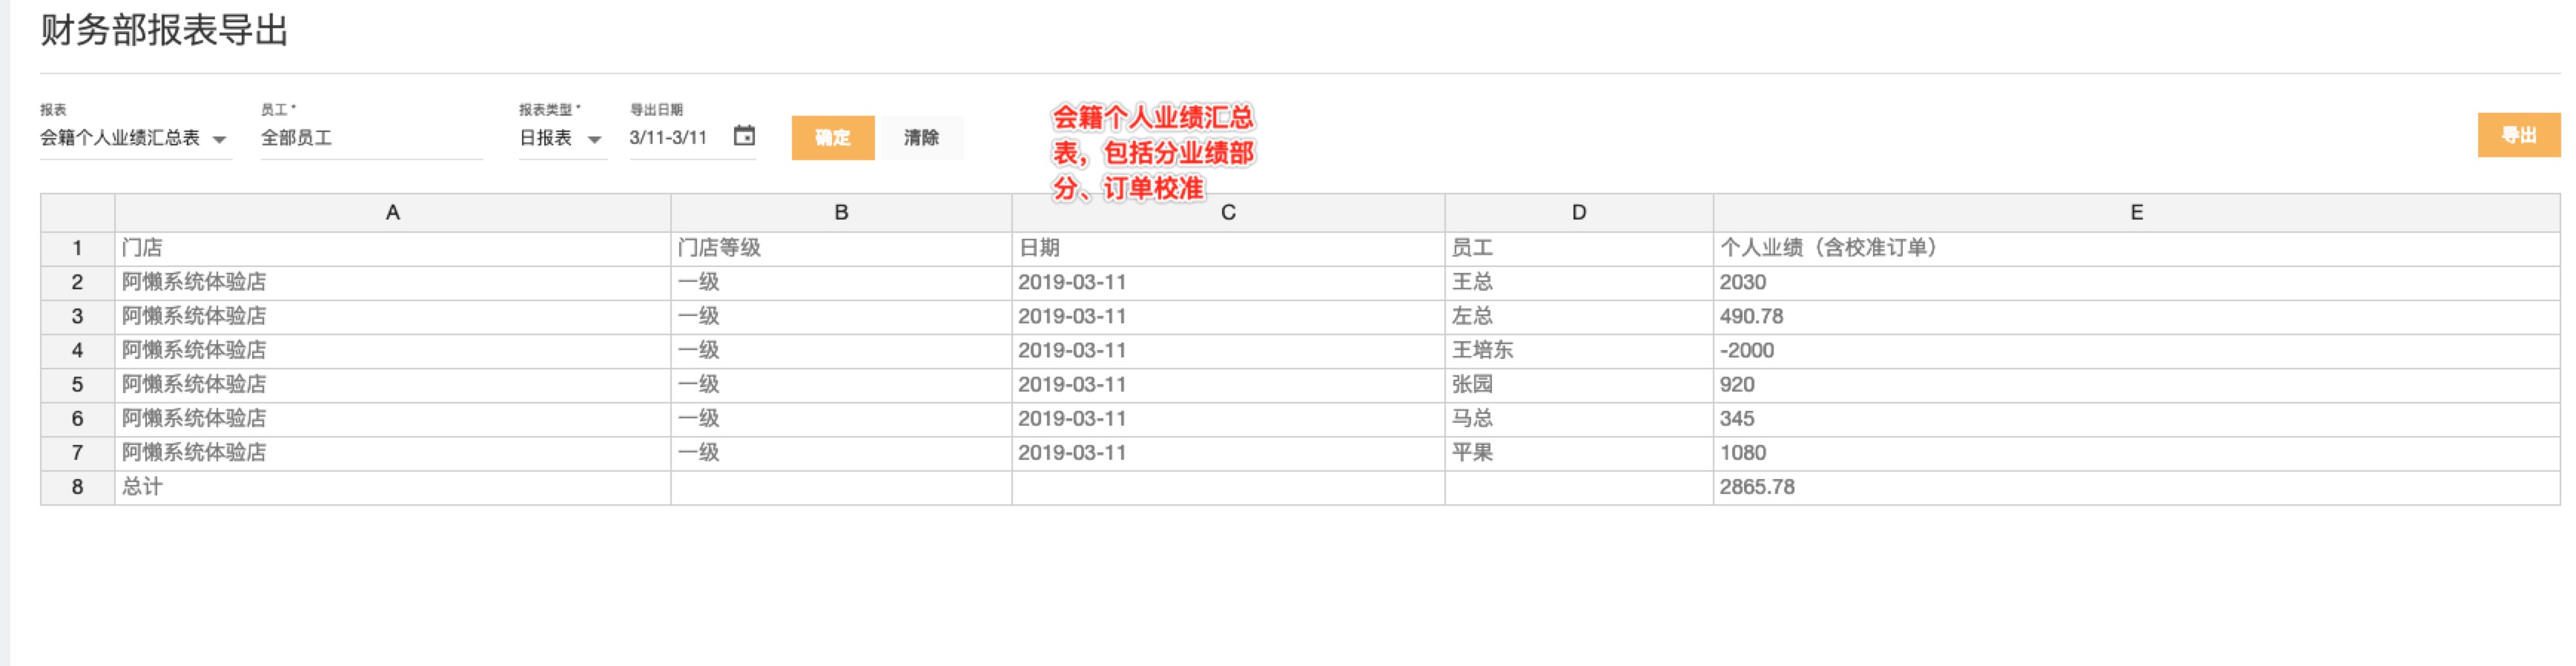 财务部报表导出
报表 员工* 报表类型* 导出日期
会籍个人业绩汇总表 全部员工 日报表 3/11-3/11 确定 清除 导出
会籍个人业绩汇总
表，包括分业绩部
分、订单校准
A B C D E
1 门店 门店等级 日期 员工 个人业绩（含校准订单）
2 阿懒系统体验店 一级 2019-03-11 王总 2030
3 阿懒系统体验店 一级 2019-03-11 左总 490.78
4 阿懒系统体验店 一级 2019-03-11 王培东 -2000
5 阿懒系统体验店 一级 2019-03-11 张园 920
6 阿懒系统体验店 一级 2019-03-11 马总 345
7 阿懒系统体验店 一级 2019-03-11 平果 1080
8 总计 2865.78